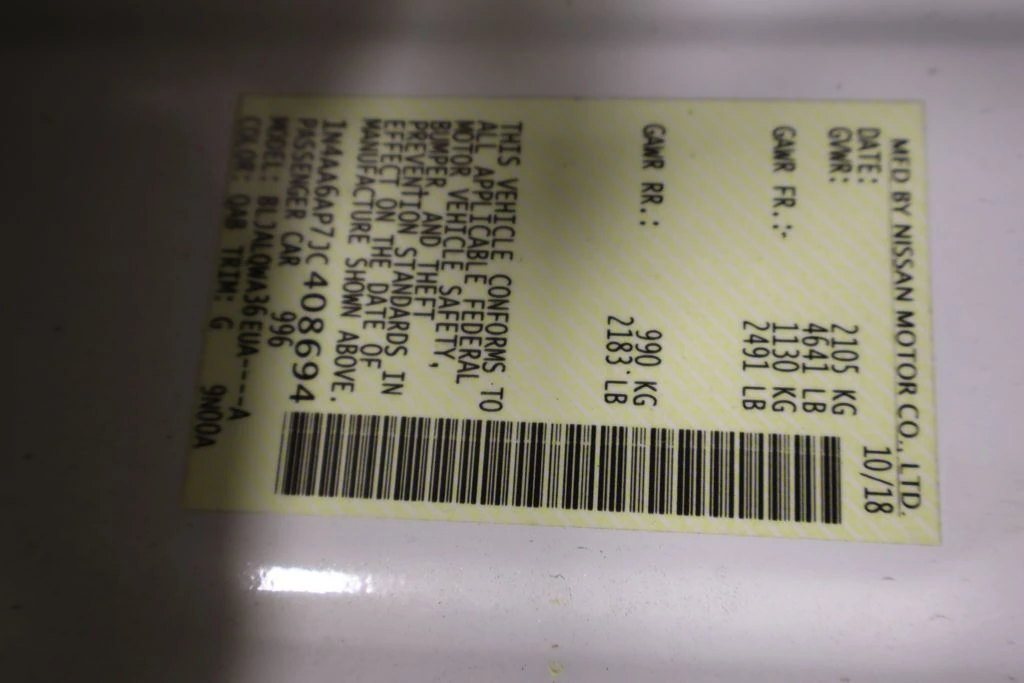 MFD BY NISSAN MOTOR CO., LTD.
DATE: 10/18
GVWR: 2105 KG
4641 LB
GAWR FR.: 1130 KG
2491 LB
GAWR RR.: 990 KG
2183 LB
THIS VEHICLE CONFORMS TO
ALL APPLICABLE FEDERAL
MOTOR VEHICLE SAFETY,
BUMPER, AND THEFT
PREVENTION STANDARDS IN
EFFECT ON THE DATE OF
MANUFACTURE SHOWN ABOVE.
1N4AA6AP7JC408694
PASSENGER CAR 996
MODEL: BLJALQWA36EUA----A
COLOR: QAB TRIM: G 9N00A